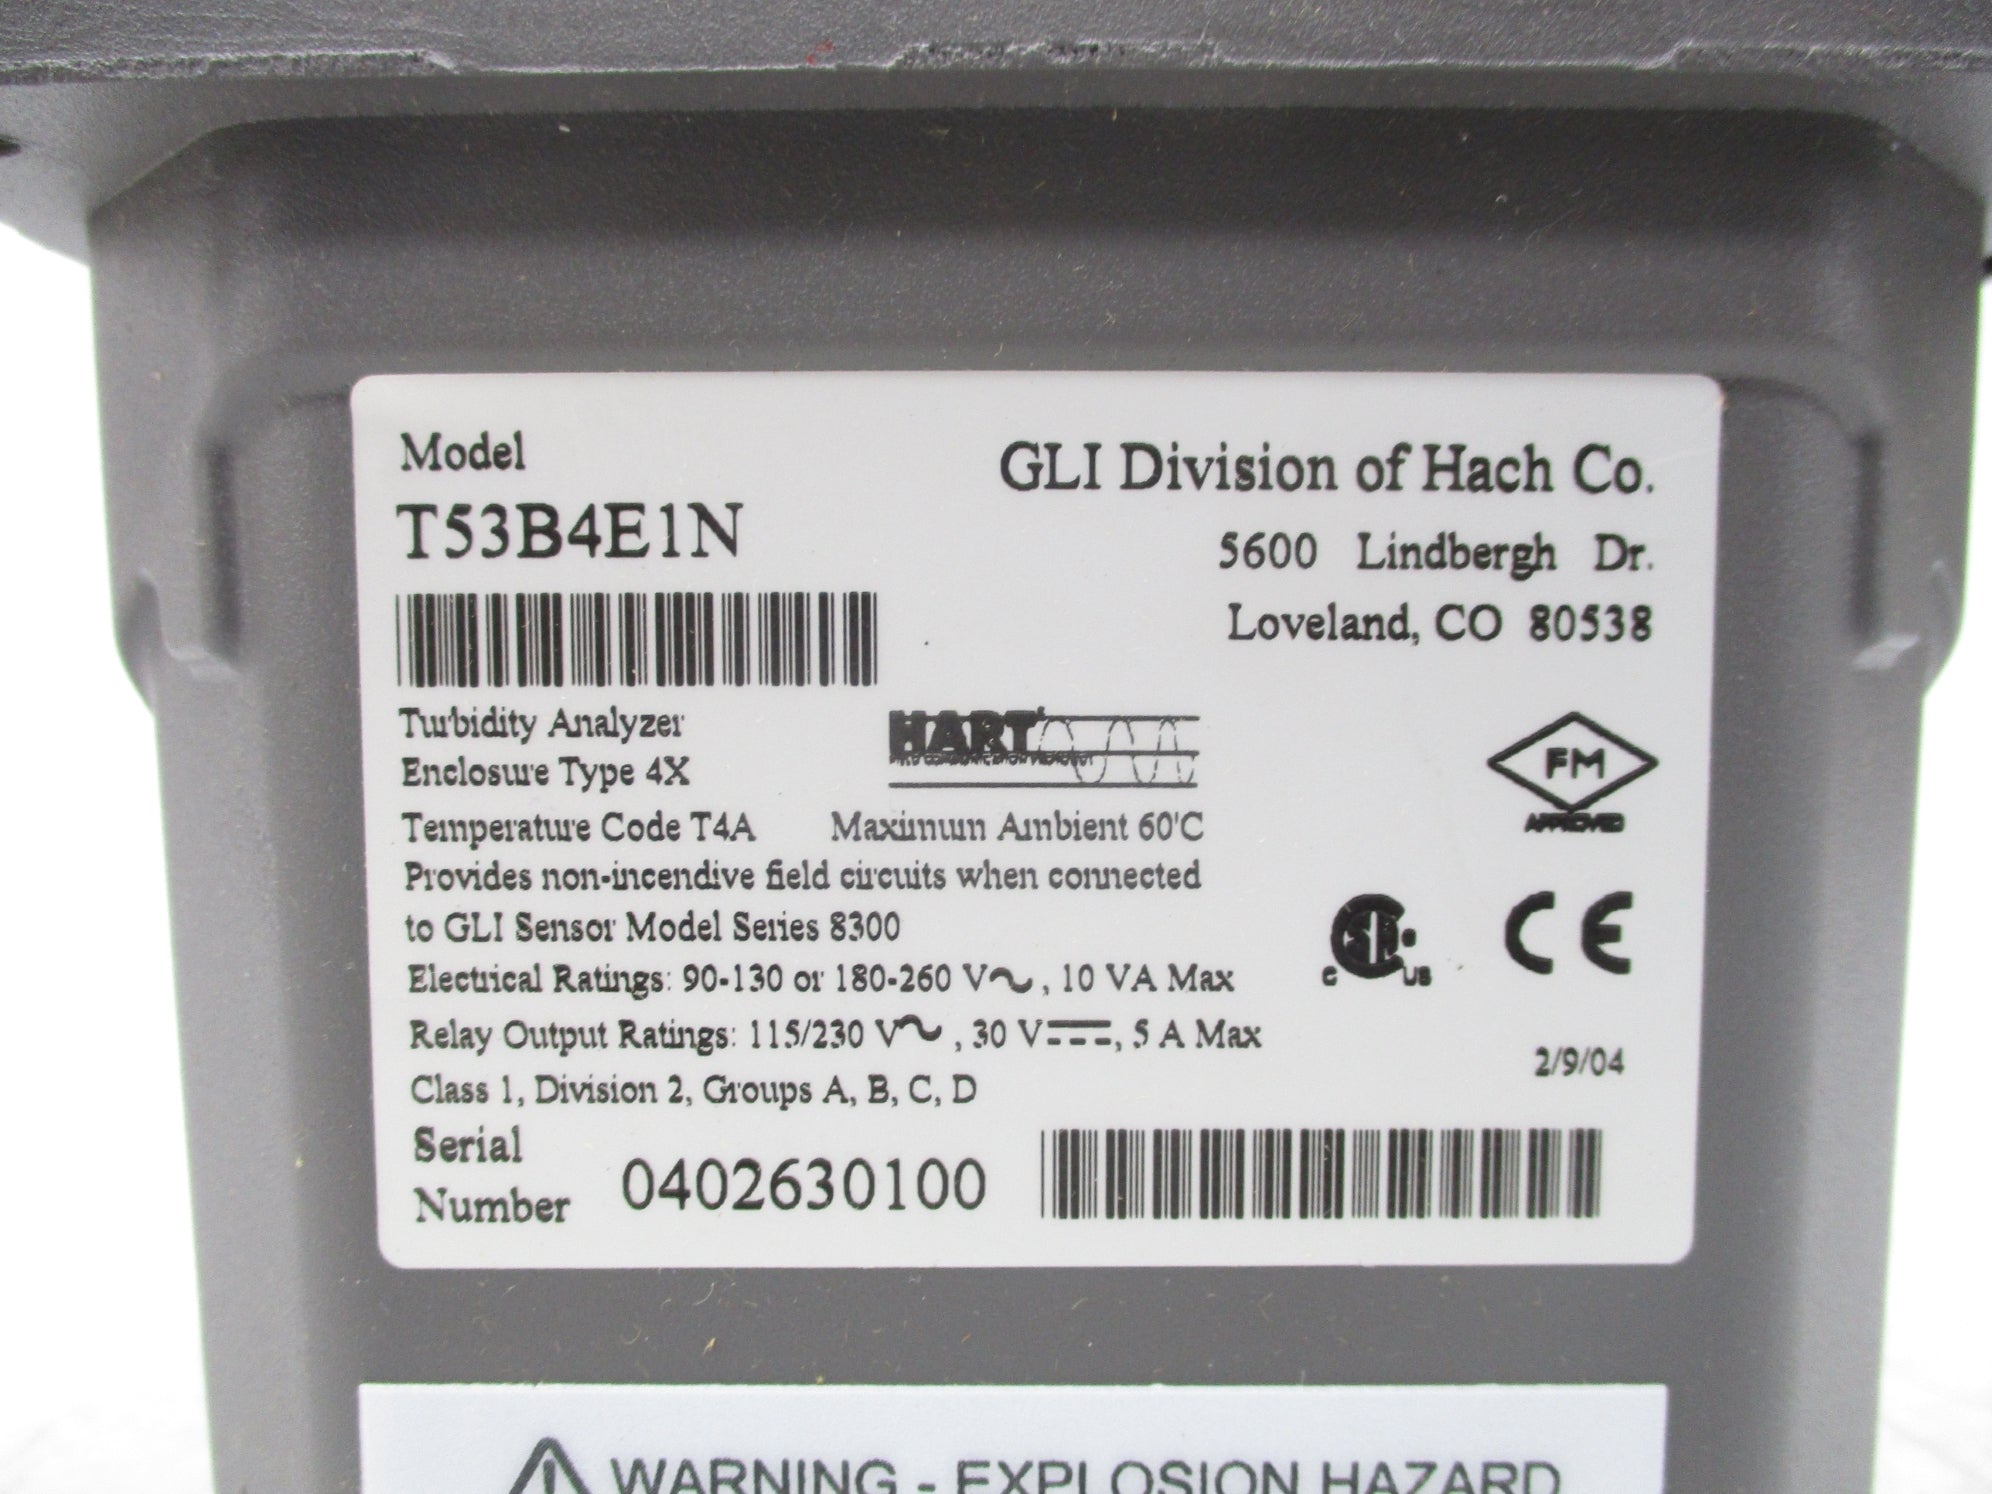 Model
T53B4E1N
GLI Division of Hach Co.
5600 Lindbergh Dr.
Loveland, CO 80538
Turbidity Analyzer
Enclosure Type 4X
HART
FM
APPROVED
Temperature Code T4A Maximum Ambient 60'C
Provides non-incendive field circuits when connected
to GLI Sensor Model Series 8300
Electrical Ratings: 90-130 or 180-260 V~, 10 VA Max
Relay Output Ratings: 115/230 V~, 30 V⎓, 5 A Max
Class 1, Division 2, Groups A, B, C, D
C US
CE
2/9/04
Serial
Number 0402630100
WARNING - EXPLOSION HAZARD